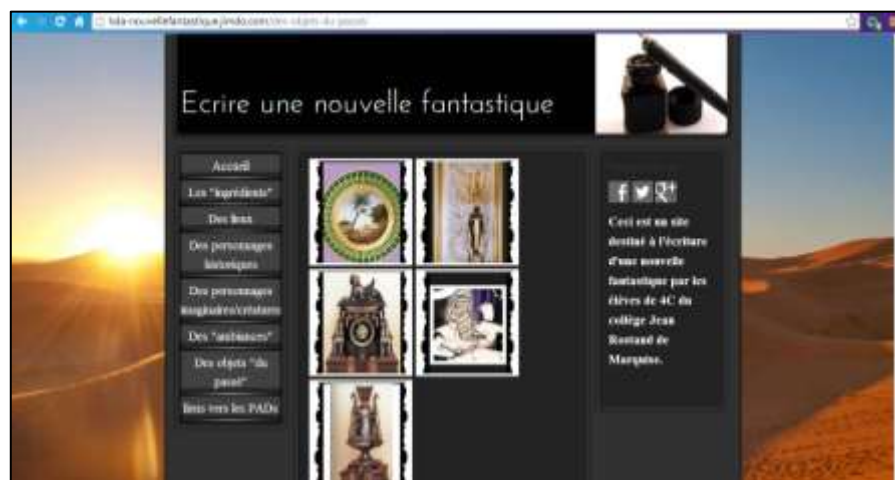 Ecrire une nouvelle fantastique
Accueil
Les "ingrédients"
Des lieux
Des personnages
historiques
Des personnages
imaginaires/créatures
Des "ambiances"
Des objets "du
passé"
liens vers les PADs
Ceci est un site
destiné à l'écriture
d'une nouvelle
fantastique par les
élèves de 4C du
collège Jean
Rostand de
Marquise.